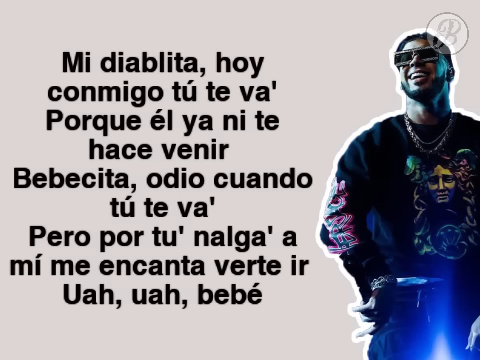 Mi diablita, hoy
conmigo tú te va'
Porque él ya ni te
hace venir
Bebecita, odio cuando
tú te va'
Pero por tu' nalga' a
mí me encanta verte ir
Uah, uah, bebé
B